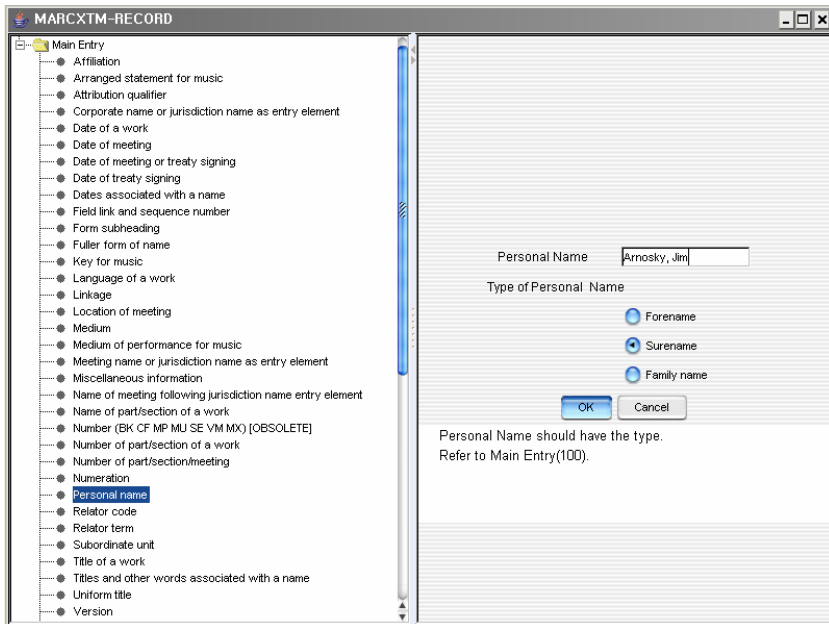 MARCXTM-RECORD
Main Entry
Affiliation
Arranged statement for music
Attribution qualifier
Corporate name or jurisdiction name as entry element
Date of a work
Date of meeting
Date of meeting or treaty signing
Date of treaty signing
Dates associated with a name
Field link and sequence number
Form subheading
Fuller form of name
Key for music
Language of a work
Linkage
Location of meeting
Medium
Medium of performance for music
Meeting name or jurisdiction name as entry element
Miscellaneous information
Name of meeting following jurisdiction name entry element
Name of part/section of a work
Number (BK CF MP MU SE VM MX) [OBSOLETE]
Number of part/section of a work
Number of part/section/meeting
Numeration
Personal name
Relator code
Relator term
Subordinate unit
Title of a work
Titles and other words associated with a name
Uniform title
Version
Personal Name Arnosky, Jim
Type of Personal Name
Forename
Surename
Family name
OK Cancel
Personal Name should have the type.
Refer to Main Entry(100).